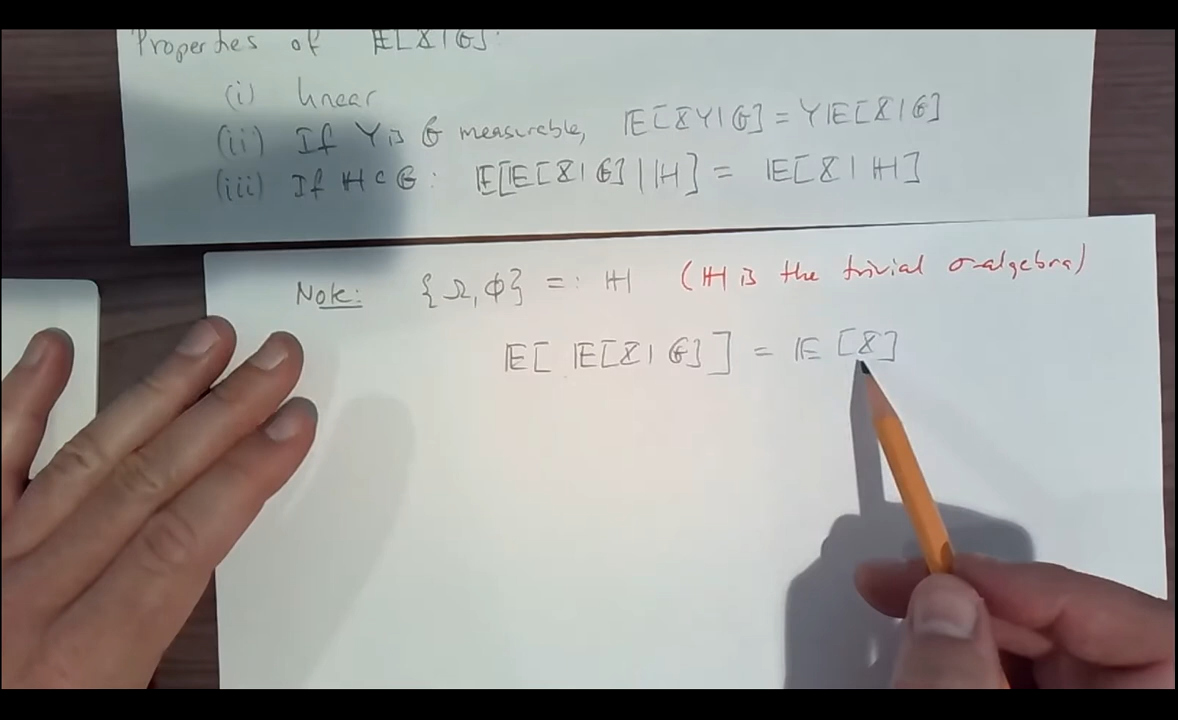 Properties of 𝔼[X|𝔾]:
(i) linear
(ii) If Y is 𝔾 measurable, 𝔼[XY|𝔾] = Y𝔼[X|𝔾]
(iii) If ℍ⊂𝔾: 𝔼[𝔼[X|𝔾]|ℍ] = 𝔼[X|ℍ]
Note: {Ω,ϕ} =: ℍ (ℍ is the trivial σ-algebra)
𝔼[𝔼[X|𝔾]] = 𝔼[X]